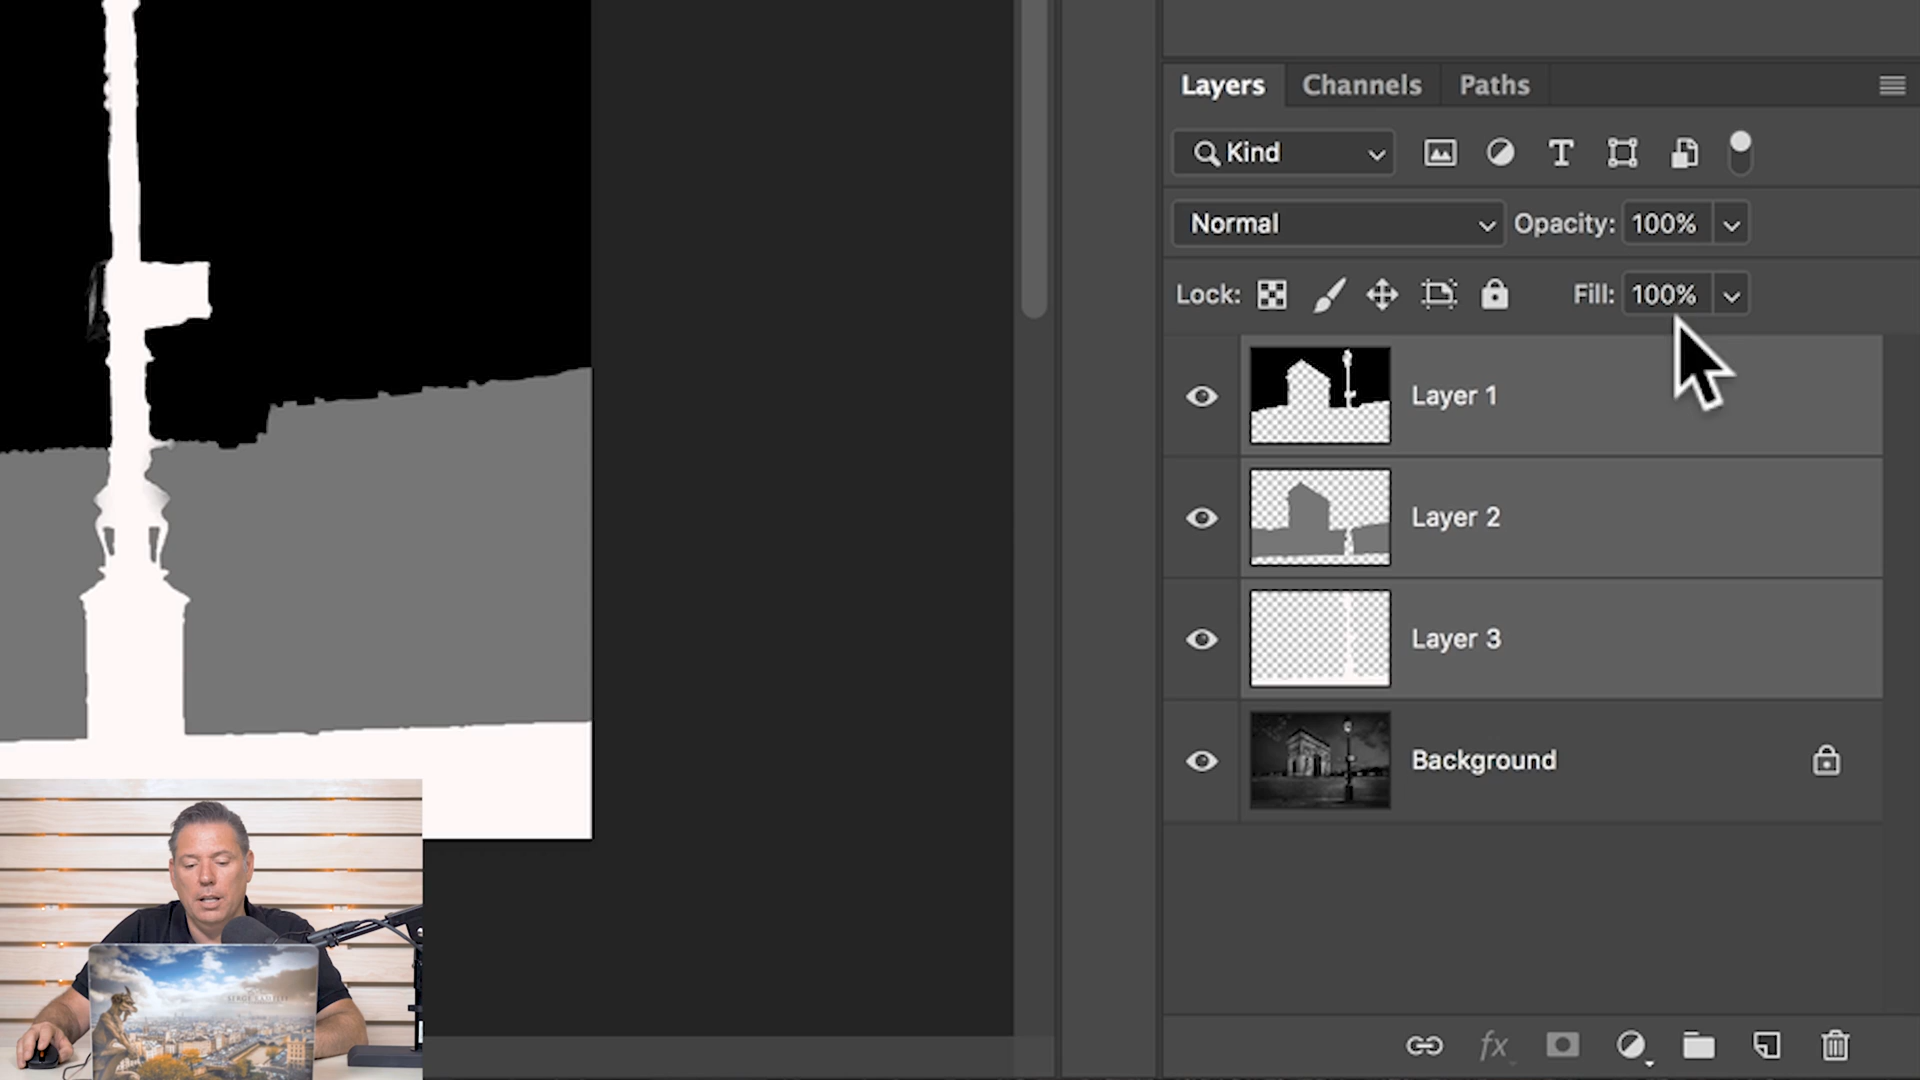 Layers Channels Paths
Kind
Normal Opacity: 100%
Lock: Fill: 100%
Layer 1
Layer 2
Layer 3
Background
fx